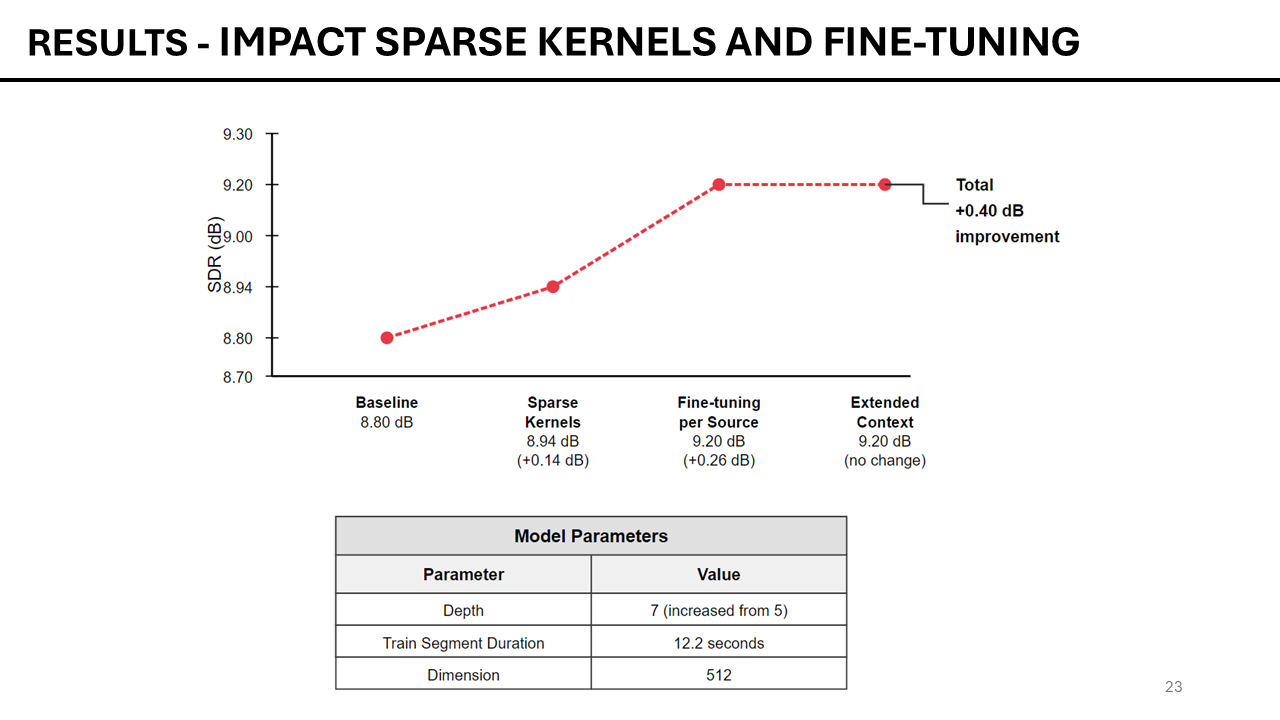 RESULTS - IMPACT SPARSE KERNELS AND FINE-TUNING
9.30
9.20
9.00
8.94
8.80
8.70
SDR (dB)
Total
+0.40 dB
improvement
Baseline
8.80 dB
Sparse
Kernels
8.94 dB
(+0.14 dB)
Fine-tuning
per Source
9.20 dB
(+0.26 dB)
Extended
Context
9.20 dB
(no change)
Model Parameters
Parameter Value
Depth 7 (increased from 5)
Train Segment Duration 12.2 seconds
Dimension 512
23